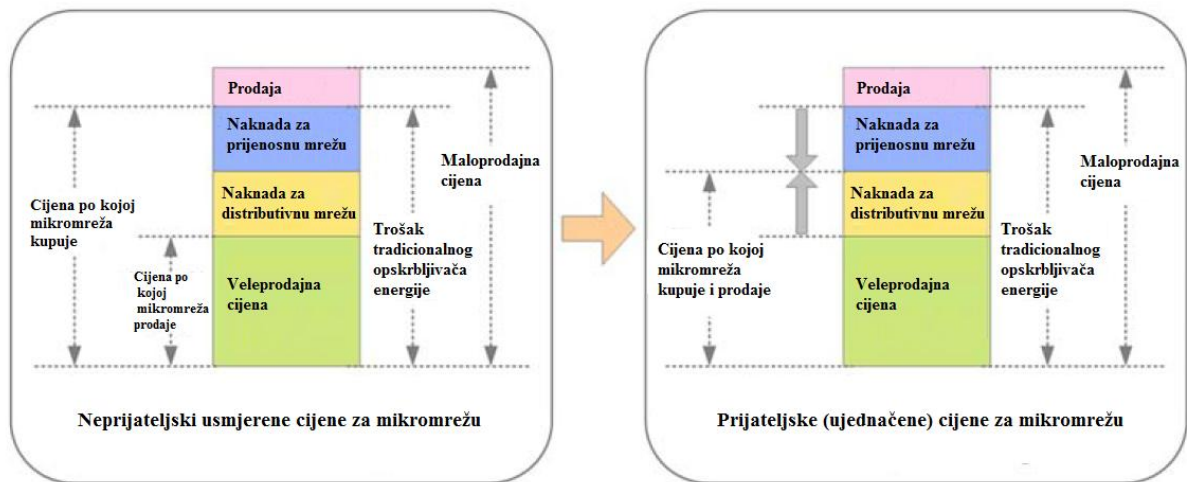 Prodaja
Naknada za
prijenosnu mrežu
Naknada za
distributivnu mrežu
Veleprodajna
cijena
Cijena po kojoj
mikromreža
kupuje
Cijena po
kojoj
mikromreža
prodaje
Trošak
tradicionalnog
opskrbljivača
energije
Maloprodajna
cijena
Neprijateljski usmjerene cijene za mikromrežu
Prodaja
Naknada za
prijenosnu mrežu
Naknada za
distributivnu mrežu
Veleprodajna
cijena
Cijena po kojoj
mikromreža
kupuje i prodaje
Trošak
tradicionalnog
opskrbljivača
energije
Maloprodajna
cijena
Prijateljske (ujednačene) cijene za mikromrežu